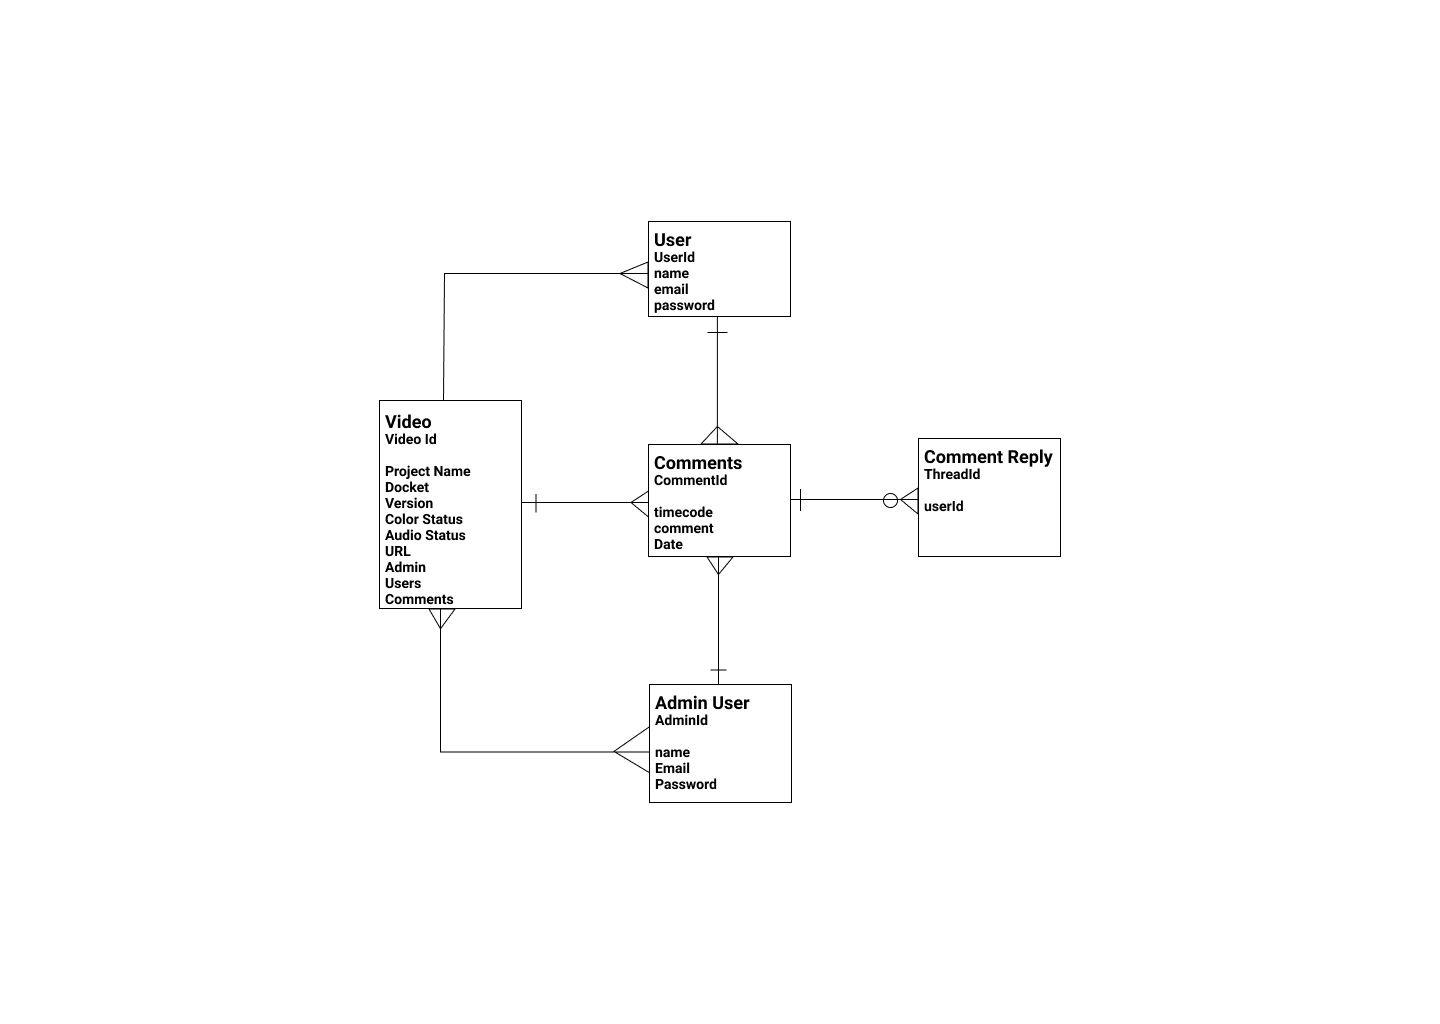 User
UserId
name
email
password
Video
Video Id
Project Name
Docket
Version
Color Status
Audio Status
URL
Admin
Users
Comments
Comments
CommentId
timecode
comment
Date
Comment Reply
ThreadId
userId
Admin User
AdminId
name
Email
Password